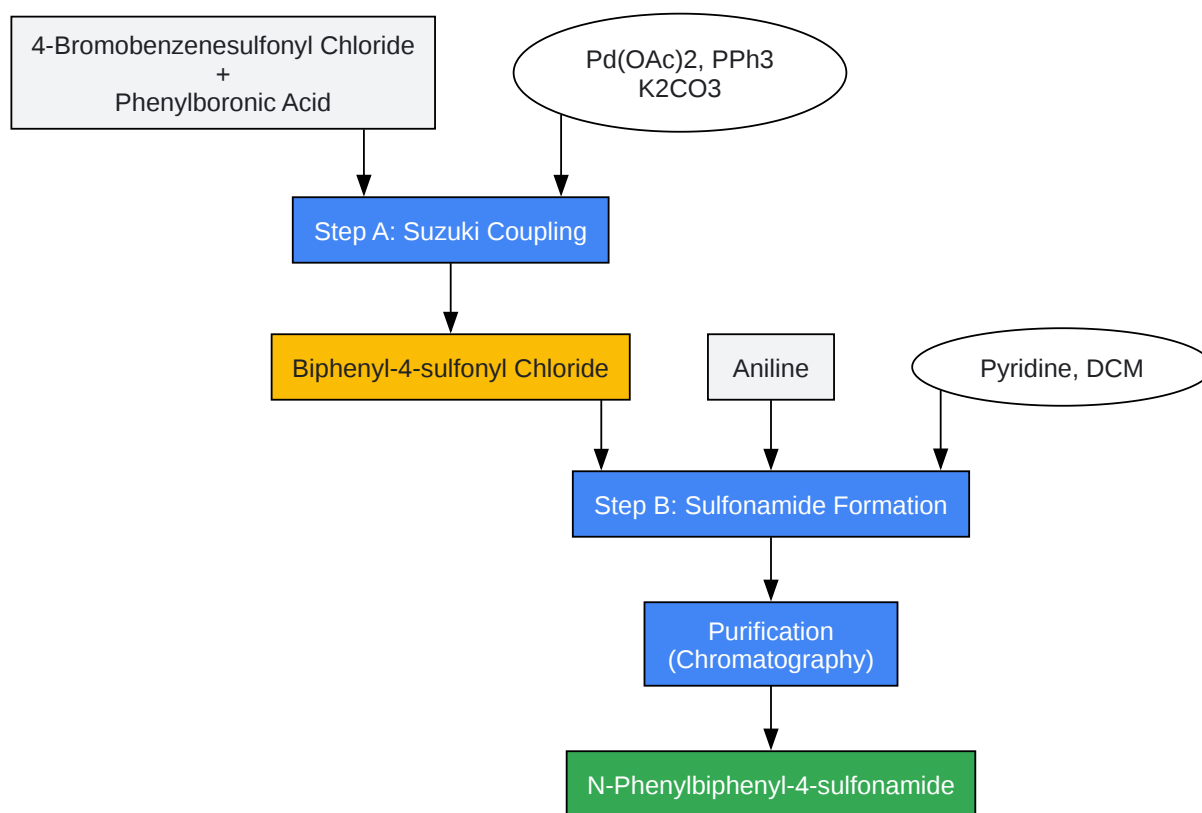 4-Bromobenzenesulfonyl Chloride
+
Phenylboronic Acid
Pd(OAc)2, PPh3
K2CO3
Step A: Suzuki Coupling
Biphenyl-4-sulfonyl Chloride
Aniline
Pyridine, DCM
Step B: Sulfonamide Formation
Purification
(Chromatography)
N-Phenylbiphenyl-4-sulfonamide